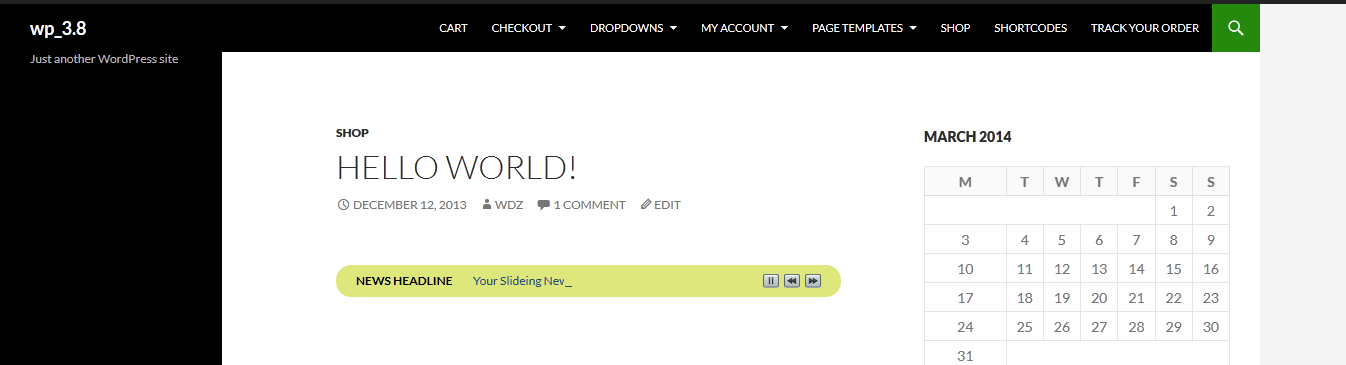 wp_3.8
Just another WordPress site
CART CHECKOUT DROPDOWNS MY ACCOUNT PAGE TEMPLATES SHOP SHORTCODES TRACK YOUR ORDER
SHOP
HELLO WORLD!
DECEMBER 12, 2013 WDZ 1 COMMENT EDIT
NEWS HEADLINE Your Slideing New_
MARCH 2014
M T W T F S S
1 2
3 4 5 6 7 8 9
10 11 12 13 14 15 16
17 18 19 20 21 22 23
24 25 26 27 28 29 30
31